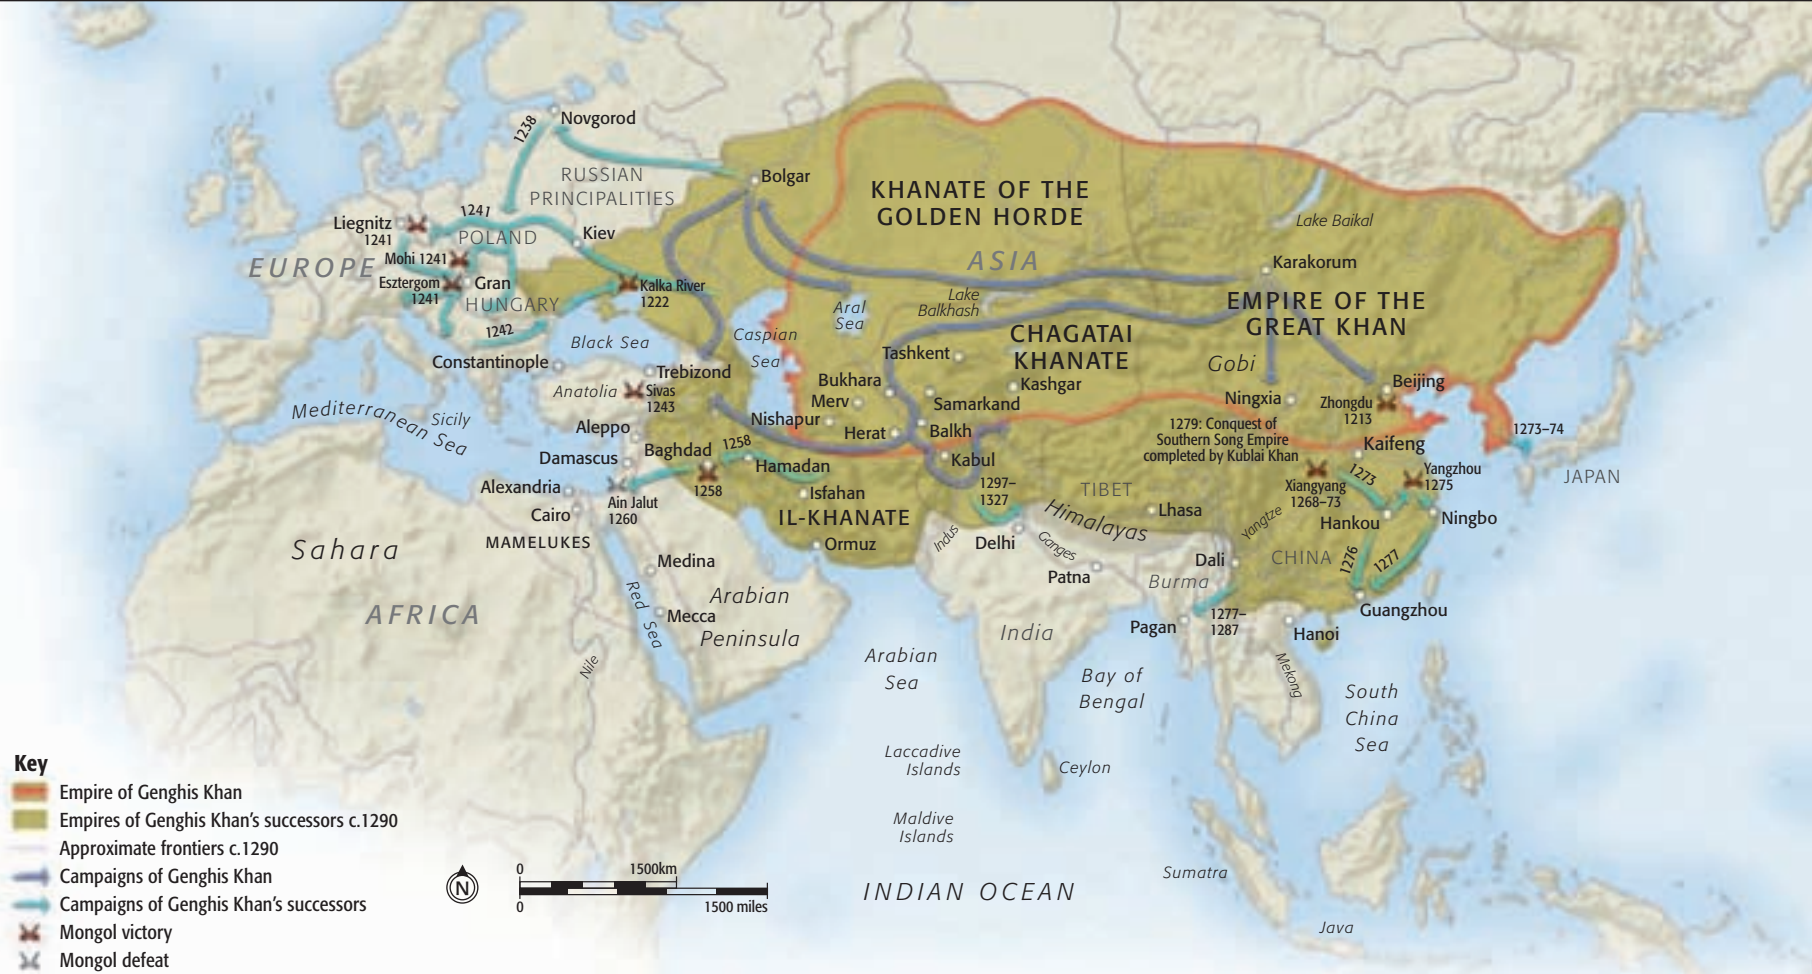 Novgorod
1238
RUSSIAN
PRINCIPALITIES
Bolgar
KHANATE OF THE
GOLDEN HORDE
ASIA
Lake Baikal
Liegnitz
1241
1241
POLAND
Kiev
Mohi 1241
EUROPE
Esztergom
1241
Gran
HUNGARY
Kalka River
1222
1242
Karakorum
EMPIRE OF THE
GREAT KHAN
Lake
Balkhash
Aral
Sea
CHAGATAI
KHANATE
Caspian
Sea
Black Sea
Constantinople
Trebizond
Anatolia
Sivas
1243
Tashkent
Bukhara
Kashgar
Merv
Samarkand
Nishapur
Herat
Balkh
Kabul
Gobi
Ningxia
Beijing
Zhongdu
1213
1279: Conquest of
Southern Song Empire
completed by Kublai Khan
Kaifeng
1273–74
JAPAN
Mediterranean Sea
Sicily
Aleppo
Baghdad
1258
Hamadan
Damascus
1258
Isfahan
Alexandria
Ain Jalut
1260
Cairo
MAMELUKES
IL-KHANATE
Ormuz
1297–
1327
TIBET
Himalayas
Lhasa
Yangtze
Xiangyang
1268–73
1273
Yangzhou
1275
Hankou
Ningbo
Indus
Delhi
Ganges
Patna
Dali
CHINA
1276
1277
Burma
Guangzhou
Pagan
1277–
1287
Hanoi
Mekong
Sahara
AFRICA
Nile
Red Sea
Medina
Mecca
Arabian
Peninsula
India
Arabian
Sea
Bay of
Bengal
South
China
Sea
Laccadive
Islands
Ceylon
Maldive
Islands
Sumatra
Java
INDIAN OCEAN
Key
Empire of Genghis Khan
Empires of Genghis Khan's successors c.1290
Approximate frontiers c.1290
Campaigns of Genghis Khan
Campaigns of Genghis Khan's successors
Mongol victory
Mongol defeat
N
0 1500km
0 1500 miles